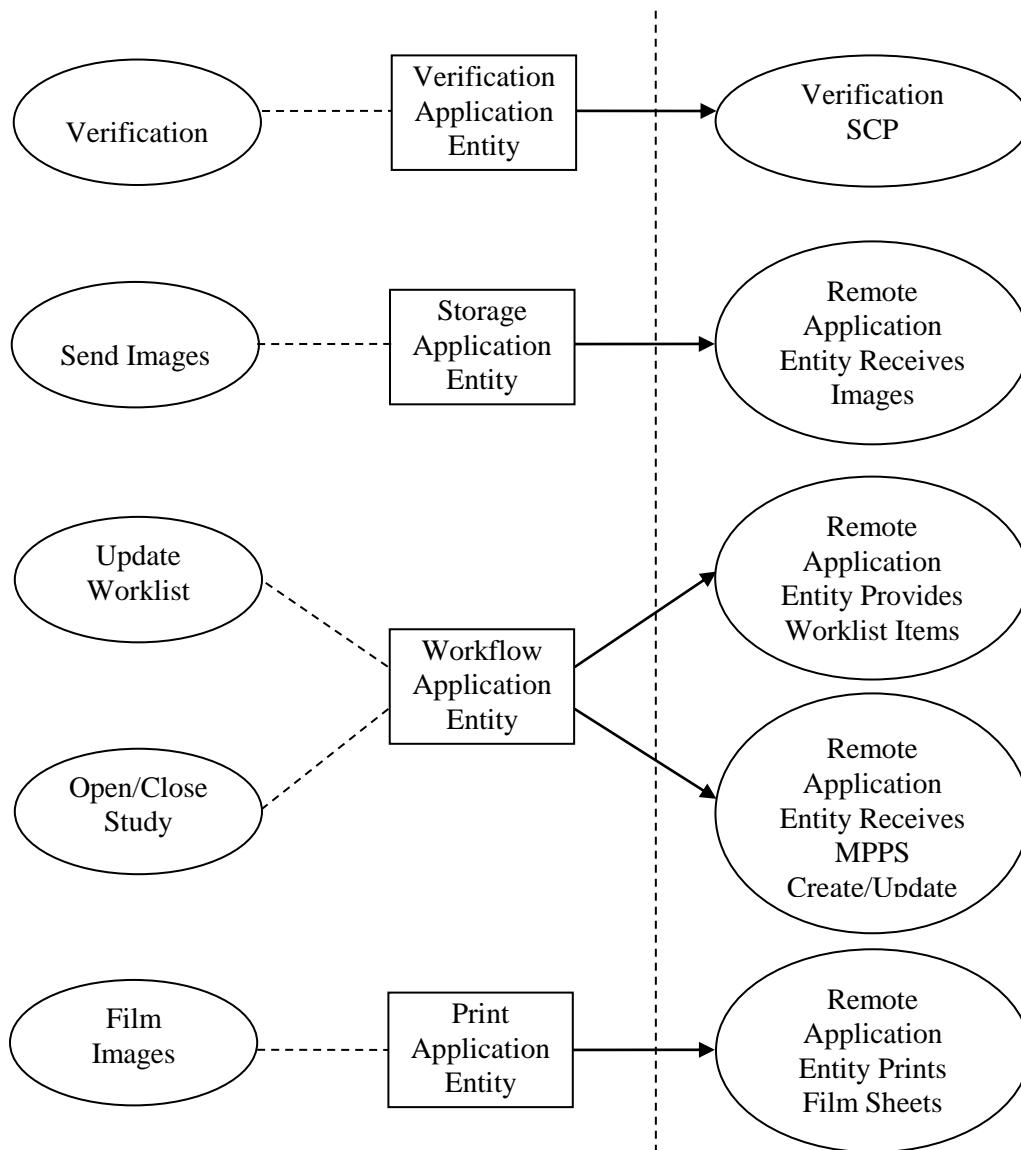 Verification
Verification
Application
Entity
Verification
SCP
Send Images
Storage
Application
Entity
Remote
Application
Entity Receives
Images
Update
Worklist
Open/Close
Study
Workflow
Application
Entity
Remote
Application
Entity Provides
Worklist Items
Remote
Application
Entity Receives
MPPS
Create/Update
Film
Images
Print
Application
Entity
Remote
Application
Entity Prints
Film Sheets